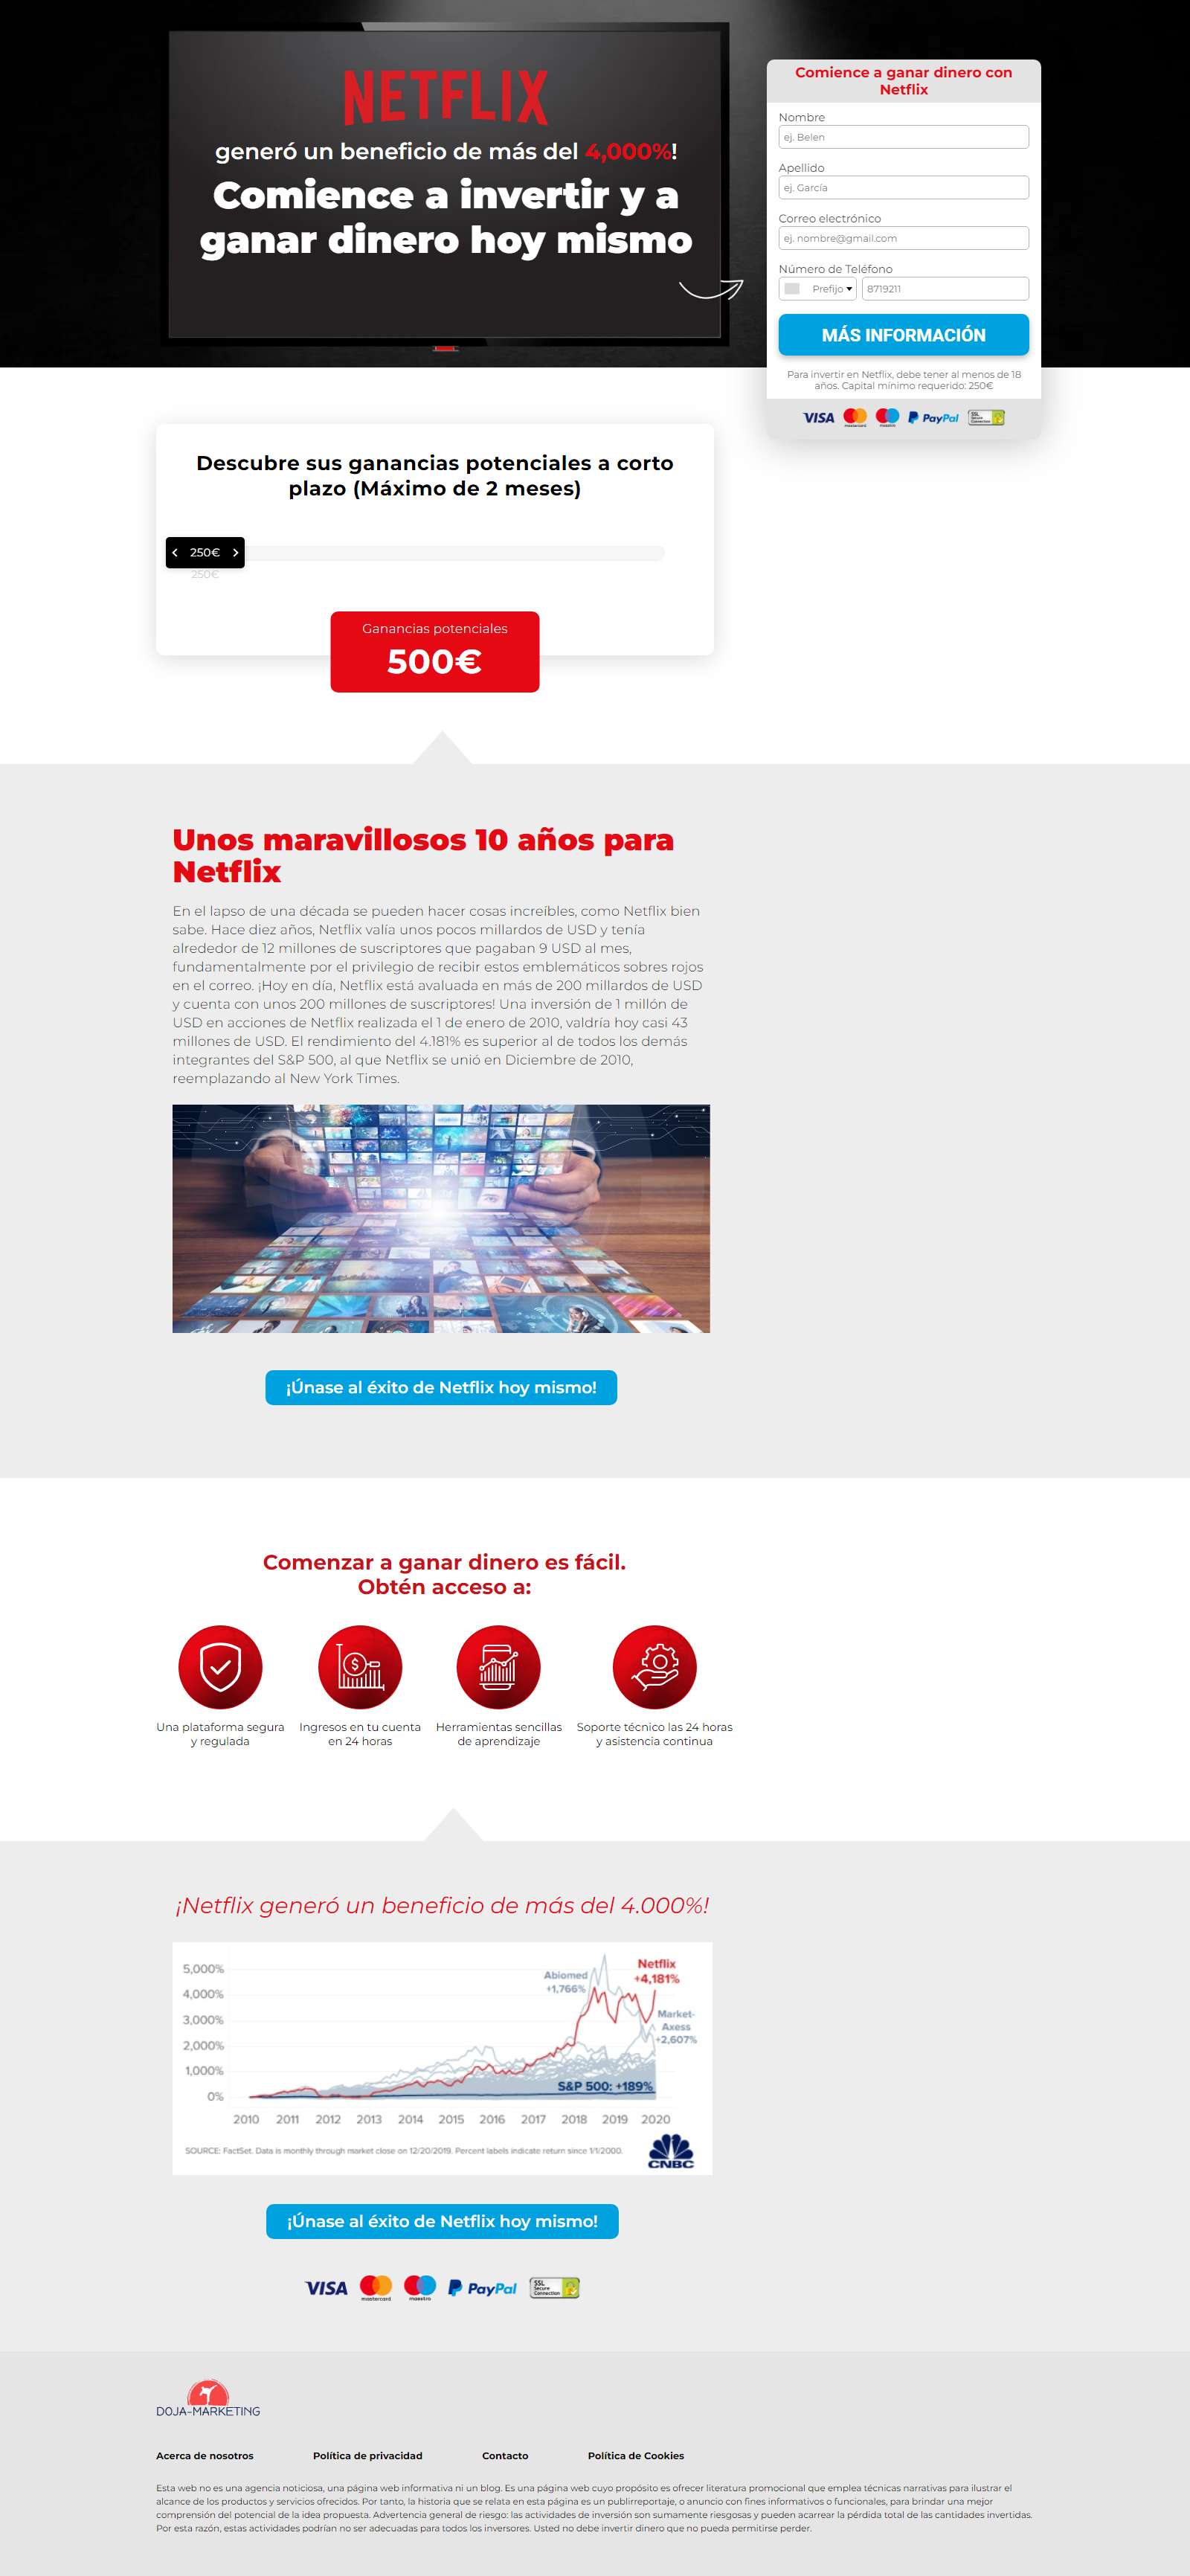 NETFLIX
generó un beneficio de más del 4,000%!
Comience a invertir y a
ganar dinero hoy mismo
Comience a ganar dinero con
Netflix
Nombre
ej. Belen
Apellido
ej. García
Correo electrónico
ej. nombre@gmail.com
Número de Teléfono
Prefijo 8719211
MÁS INFORMACIÓN
Para invertir en Netflix, debe tener al menos de 18
años. Capital mínimo requerido: 250€
VISA mastercard maestro PayPal SSL Secure Connection
Descubre sus ganancias potenciales a corto
plazo (Máximo de 2 meses)
250€
250€
Ganancias potenciales
500€
Unos maravillosos 10 años para
Netflix
En el lapso de una década se pueden hacer cosas increíbles, como Netflix bien
sabe. Hace diez años, Netflix valía unos pocos millardos de USD y tenía
alrededor de 12 millones de suscriptores que pagaban 9 USD al mes,
fundamentalmente por el privilegio de recibir estos emblemáticos sobres rojos
en el correo. ¡Hoy en día, Netflix está avaluada en más de 200 millardos de USD
y cuenta con unos 200 millones de suscriptores! Una inversión de 1 millón de
USD en acciones de Netflix realizada el 1 de enero de 2010, valdría hoy casi 43
millones de USD. El rendimiento del 4.181% es superior al de todos los demás
integrantes del S&P 500, al que Netflix se unió en Diciembre de 2010,
reemplazando al New York Times.
¡Únase al éxito de Netflix hoy mismo!
Comenzar a ganar dinero es fácil.
Obtén acceso a:
Una plataforma segura
y regulada
Ingresos en tu cuenta
en 24 horas
Herramientas sencillas
de aprendizaje
Soporte técnico las 24 horas
y asistencia continua
¡Netflix generó un beneficio de más del 4.000%!
5,000%
4,000%
3,000%
2,000%
1,000%
0%
Abiomed
+1,766%
Netflix
+4,181%
Market-
Axess
+2,607%
S&P 500: +189%
2010 2011 2012 2013 2014 2015 2016 2017 2018 2019 2020
SOURCE: FactSet. Data is monthly through market close on 12/20/2019. Percent labels indicate return since 1/1/2000.
CNBC
¡Únase al éxito de Netflix hoy mismo!
VISA mastercard maestro PayPal SSL Secure Connection
DOJA-MARKETING
Acerca de nosotros Política de privacidad Contacto Política de Cookies
Esta web no es una agencia noticiosa, una página web informativa ni un blog. Es una página web cuyo propósito es ofrecer literatura promocional que emplea técnicas narrativas para ilustrar el
alcance de los productos y servicios ofrecidos. Por tanto, la historia que se relata en esta página es un publirreportaje, o anuncio con fines informativos o funcionales, para brindar una mejor
comprensión del potencial de la idea propuesta. Advertencia general de riesgo: las actividades de inversión son sumamente riesgosas y pueden acarrear la pérdida total de las cantidades invertidas.
Por esta razón, estas actividades podrían no ser adecuadas para todos los inversores. Usted no debe invertir dinero que no pueda permitirse perder.